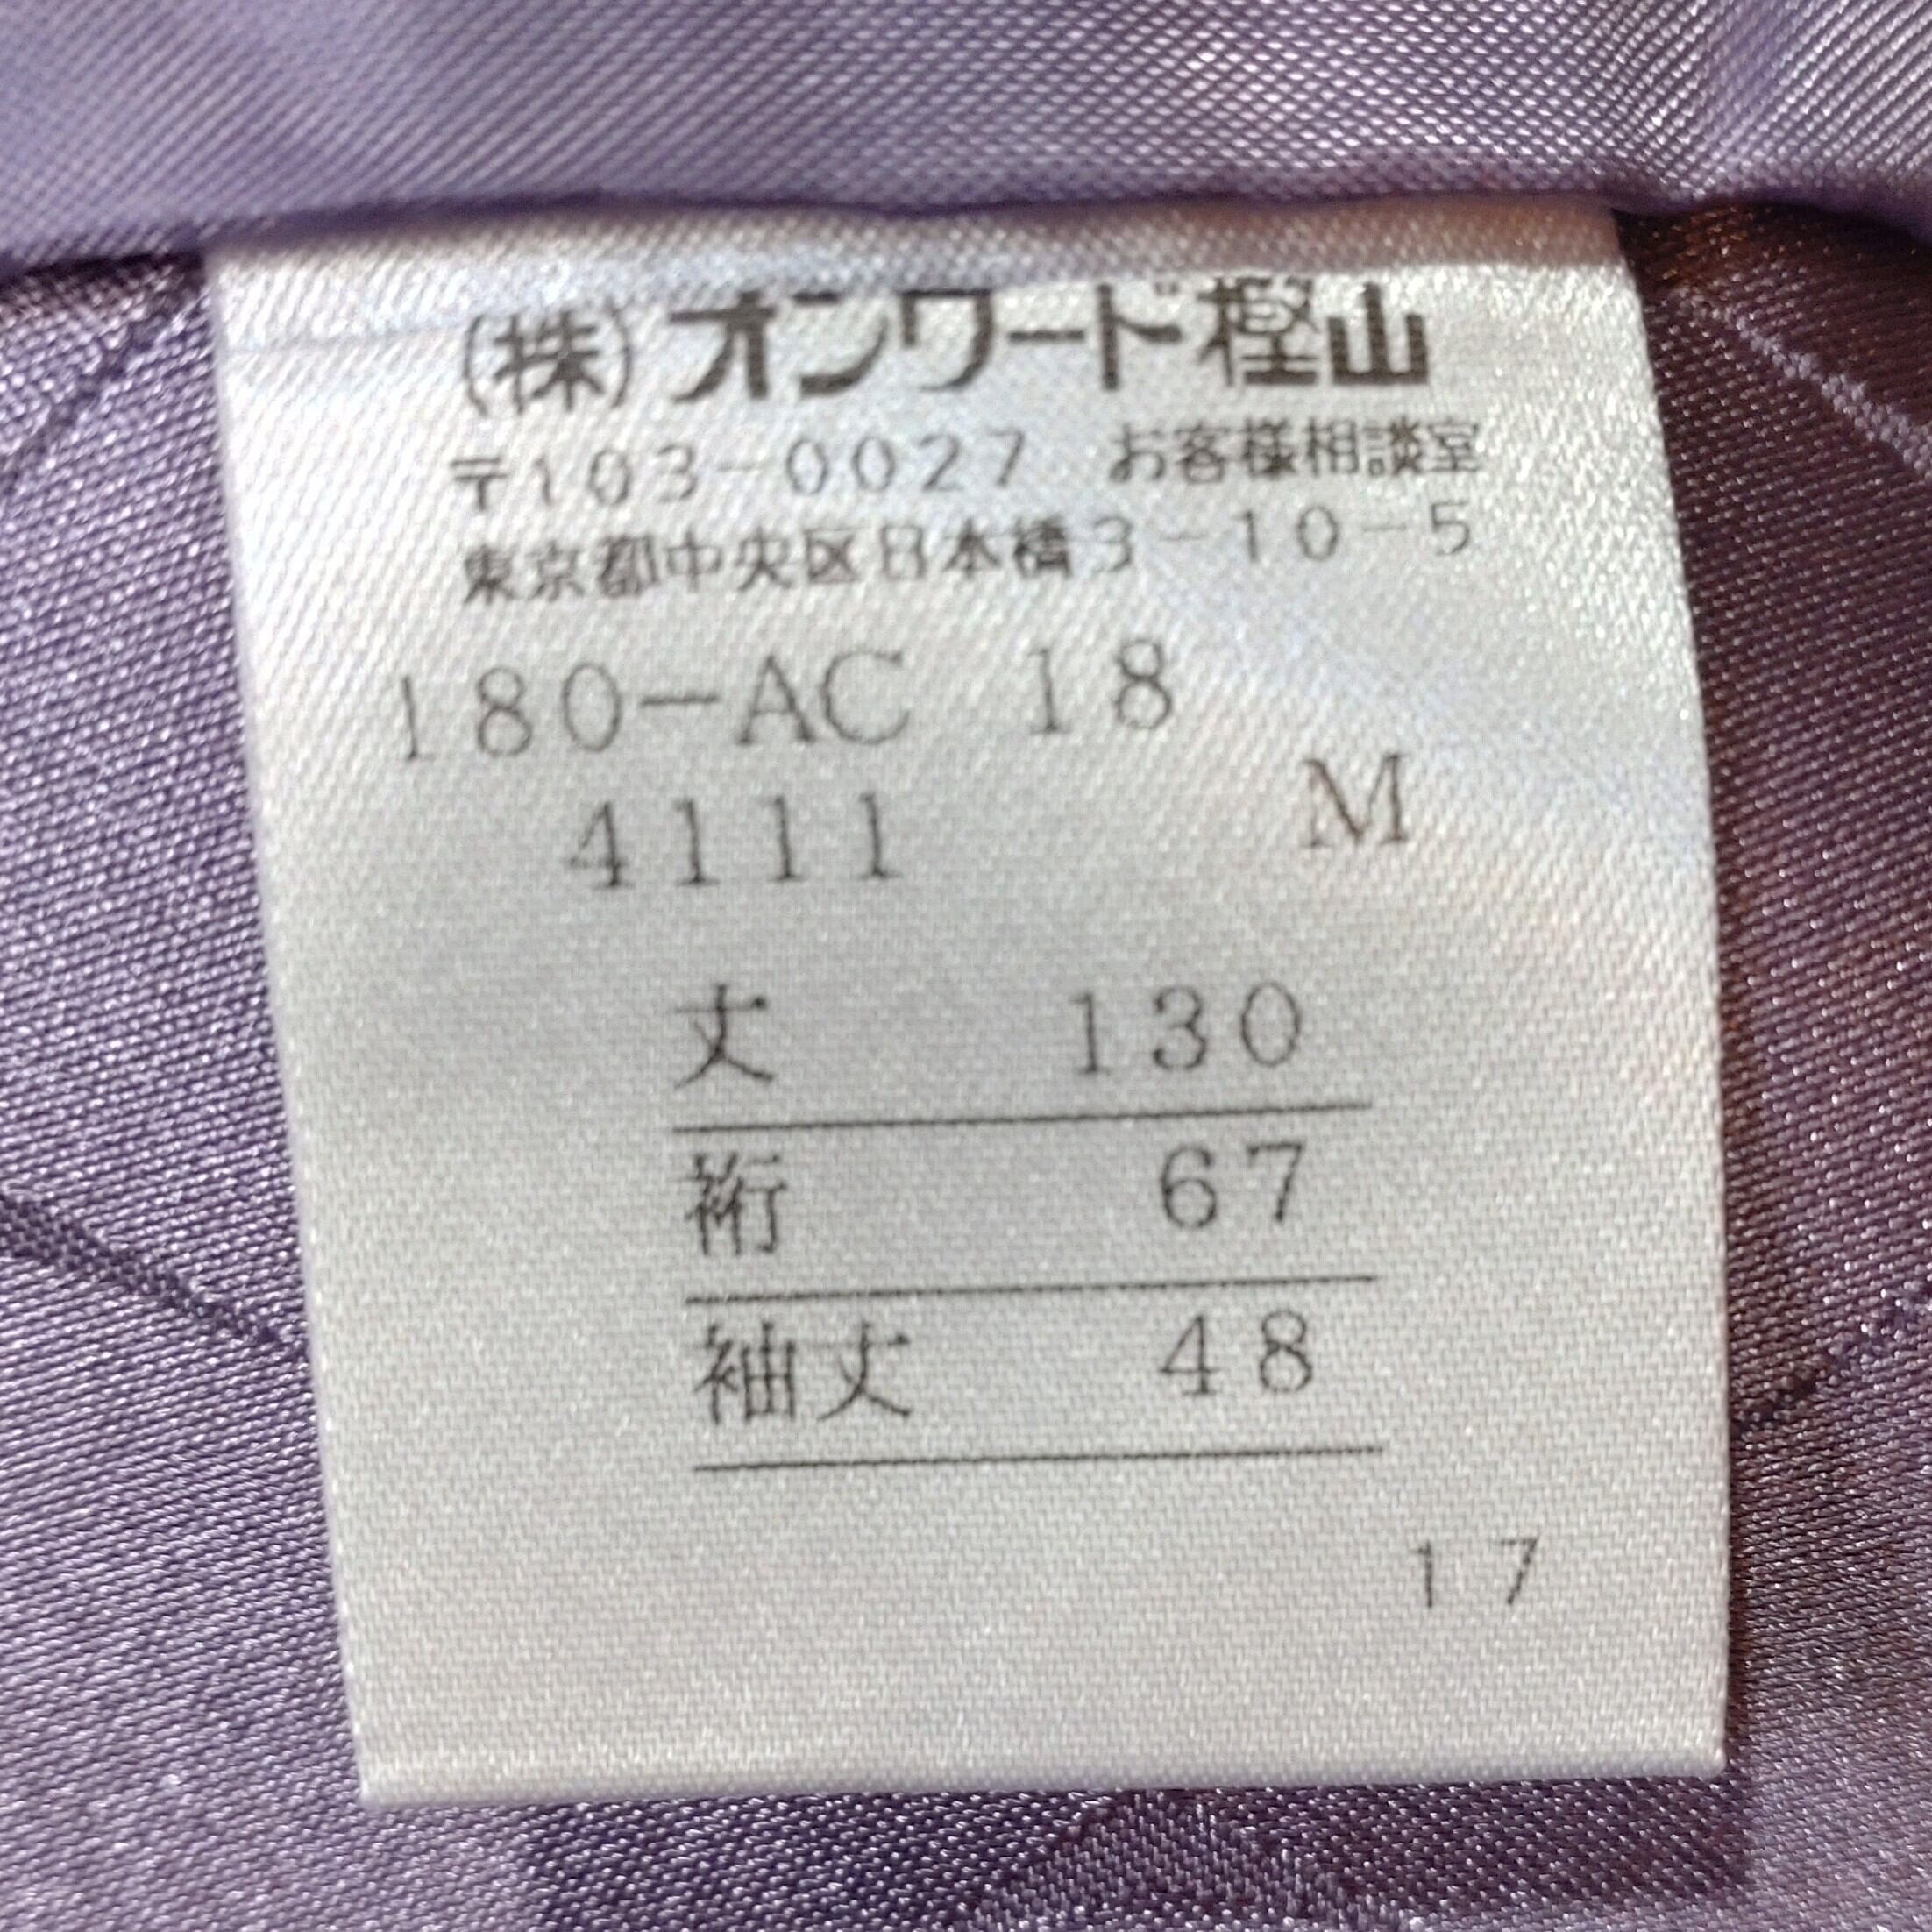 (株)オンワード樫山
〒103-0027 お客様相談室
東京都中央区日本橋3-10-5
180-AC 18
4111 M
丈 130
裄 67
袖丈 48
17